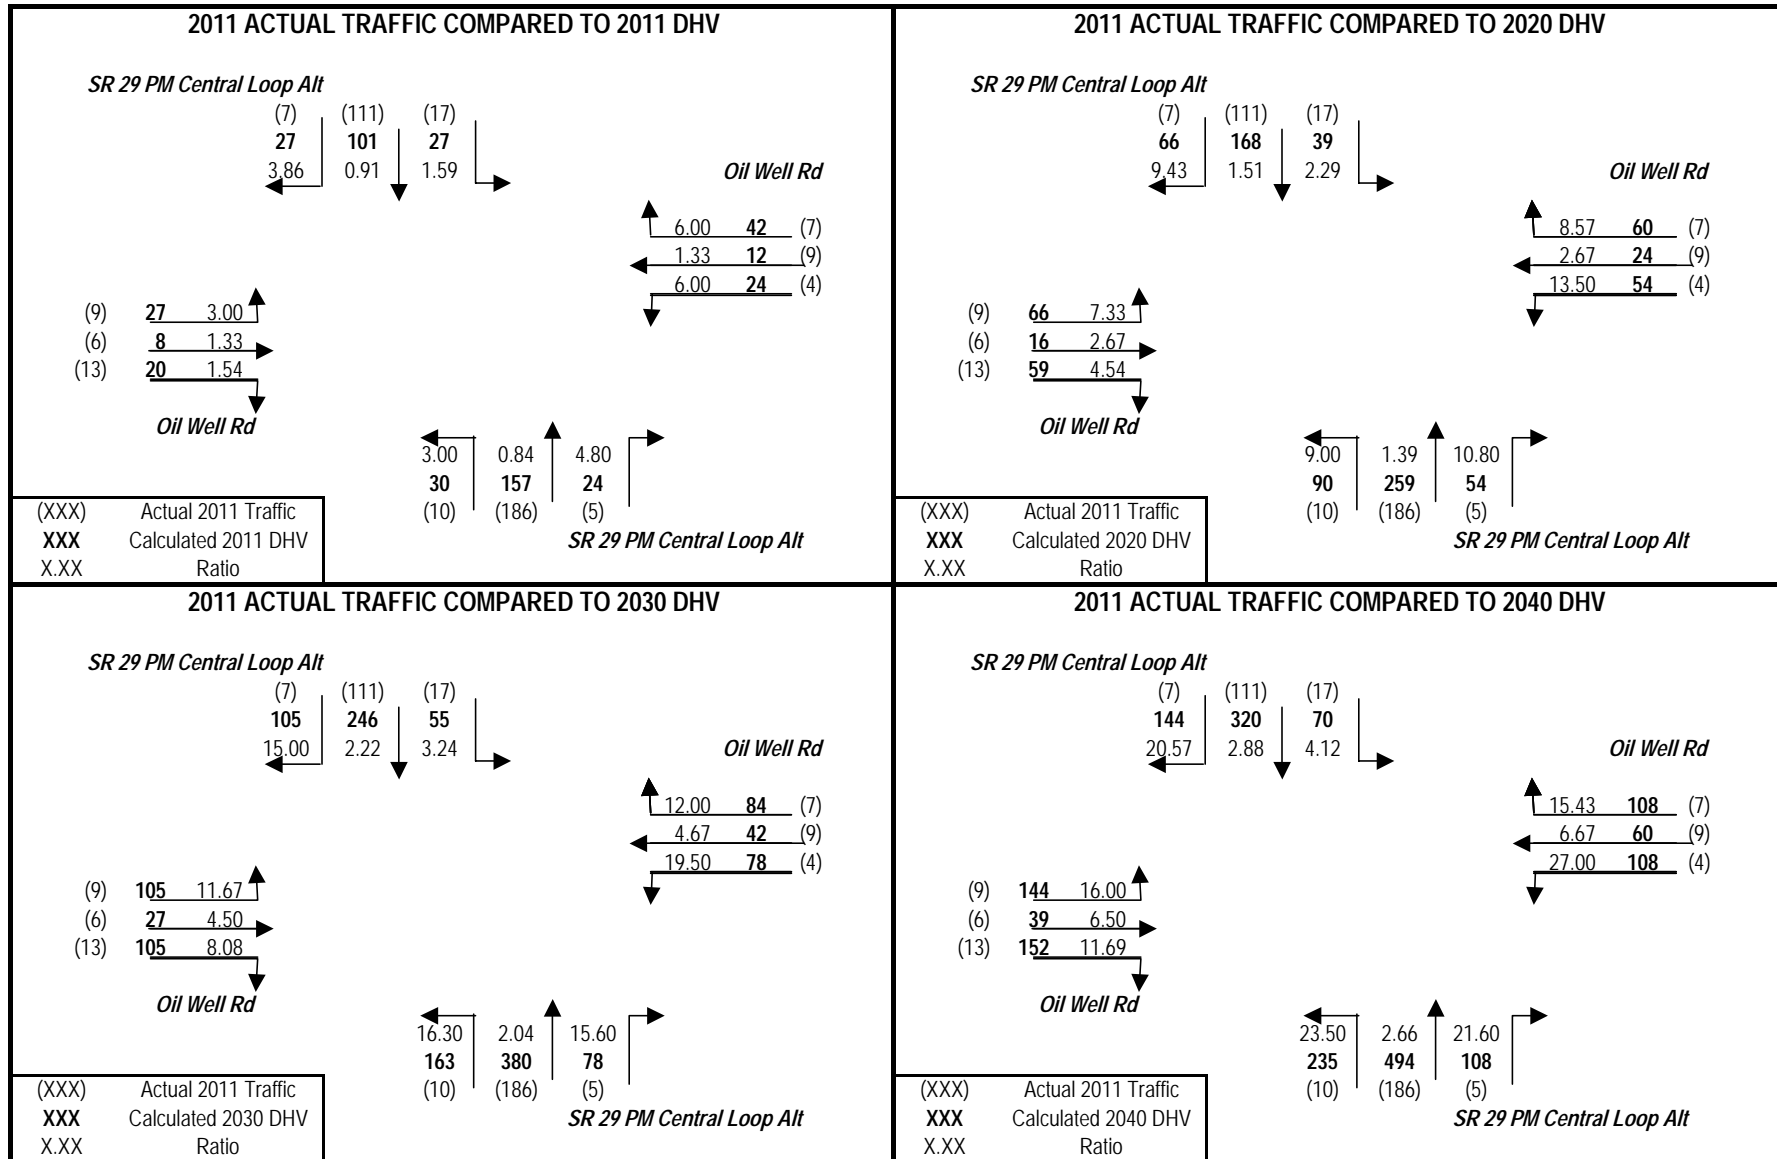 2011 ACTUAL TRAFFIC COMPARED TO 2011 DHV
SR 29 PM Central Loop Alt
(7) (111) (17)
27 101 27
3.86 0.91 1.59
Oil Well Rd
6.00 42 (7)
1.33 12 (9)
6.00 24 (4)
(9) 27 3.00
(6) 8 1.33
(13) 20 1.54
Oil Well Rd
3.00 0.84 4.80
30 157 24
(10) (186) (5)
SR 29 PM Central Loop Alt
(XXX) Actual 2011 Traffic
XXX Calculated 2011 DHV
X.XX Ratio
2011 ACTUAL TRAFFIC COMPARED TO 2020 DHV
SR 29 PM Central Loop Alt
(7) (111) (17)
66 168 39
9.43 1.51 2.29
Oil Well Rd
8.57 60 (7)
2.67 24 (9)
13.50 54 (4)
(9) 66 7.33
(6) 16 2.67
(13) 59 4.54
Oil Well Rd
9.00 1.39 10.80
90 259 54
(10) (186) (5)
SR 29 PM Central Loop Alt
(XXX) Actual 2011 Traffic
XXX Calculated 2020 DHV
X.XX Ratio
2011 ACTUAL TRAFFIC COMPARED TO 2030 DHV
SR 29 PM Central Loop Alt
(7) (111) (17)
105 246 55
15.00 2.22 3.24
Oil Well Rd
12.00 84 (7)
4.67 42 (9)
19.50 78 (4)
(9) 105 11.67
(6) 27 4.50
(13) 105 8.08
Oil Well Rd
16.30 2.04 15.60
163 380 78
(10) (186) (5)
SR 29 PM Central Loop Alt
(XXX) Actual 2011 Traffic
XXX Calculated 2030 DHV
X.XX Ratio
2011 ACTUAL TRAFFIC COMPARED TO 2040 DHV
SR 29 PM Central Loop Alt
(7) (111) (17)
144 320 70
20.57 2.88 4.12
Oil Well Rd
15.43 108 (7)
6.67 60 (9)
27.00 108 (4)
(9) 144 16.00
(6) 39 6.50
(13) 152 11.69
Oil Well Rd
23.50 2.66 21.60
235 494 108
(10) (186) (5)
SR 29 PM Central Loop Alt
(XXX) Actual 2011 Traffic
XXX Calculated 2040 DHV
X.XX Ratio